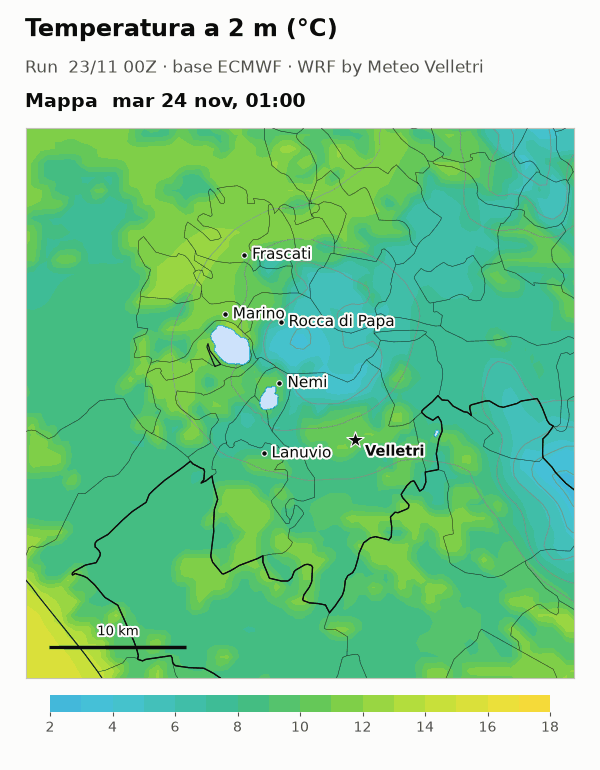 Temperatura a 2 m (°C)
Run  23/11 00Z · base ECMWF · WRF by Meteo Velletri
Mappa  mar 24 nov, 01:00
Frascati
Marino
Rocca di Papa
Nemi
Velletri
Lanuvio
10 km
2 4 6 8 10 12 14 16 18